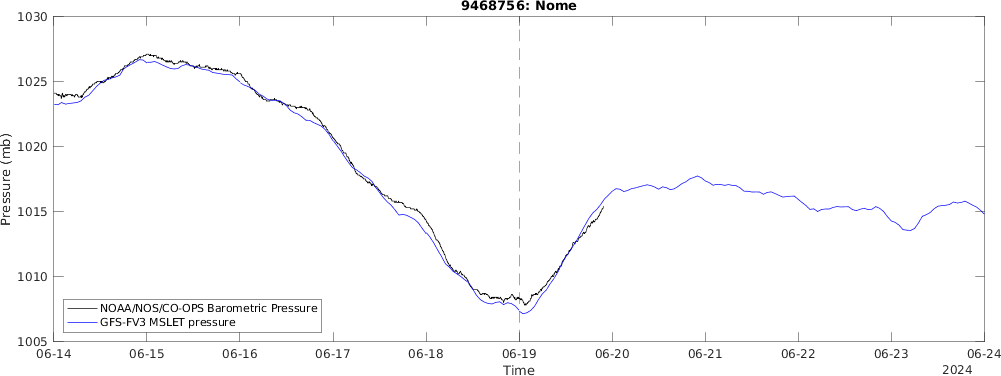 9468756: Nome
1030
1025
1020
1015
1010
1005
Pressure (mb)
NOAA/NOS/CO-OPS Barometric Pressure
GFS-FV3 MSLET pressure
06-14 06-15 06-16 06-17 06-18 06-19 06-20 06-21 06-22 06-23 06-24
Time
2024